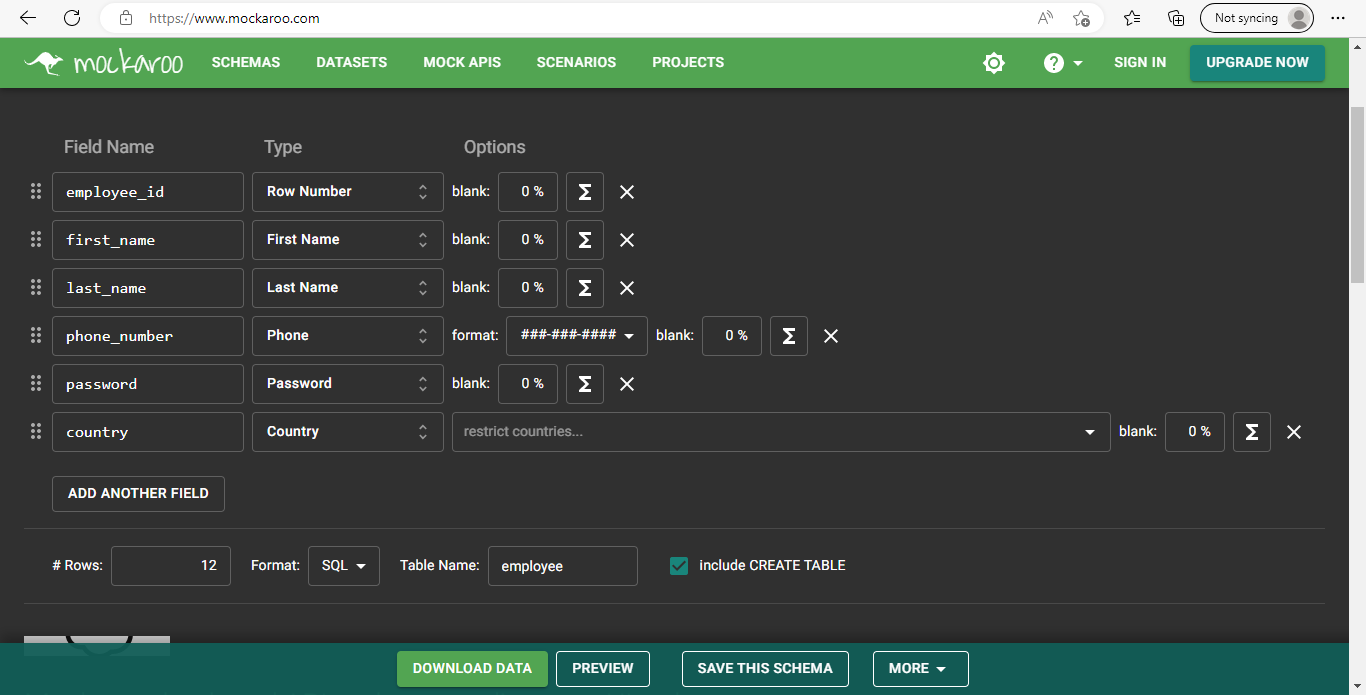 https://www.mockaroo.com
Not syncing
mockaroo SCHEMAS DATASETS MOCK APIS SCENARIOS PROJECTS SIGN IN UPGRADE NOW
Field Name Type Options
employee_id Row Number blank: 0 % Σ
first_name First Name blank: 0 % Σ
last_name Last Name blank: 0 % Σ
phone_number Phone format: ###-###-#### blank: 0 % Σ
password Password blank: 0 % Σ
country Country restrict countries... blank: 0 % Σ
ADD ANOTHER FIELD
# Rows: 12 Format: SQL Table Name: employee include CREATE TABLE
DOWNLOAD DATA PREVIEW SAVE THIS SCHEMA MORE